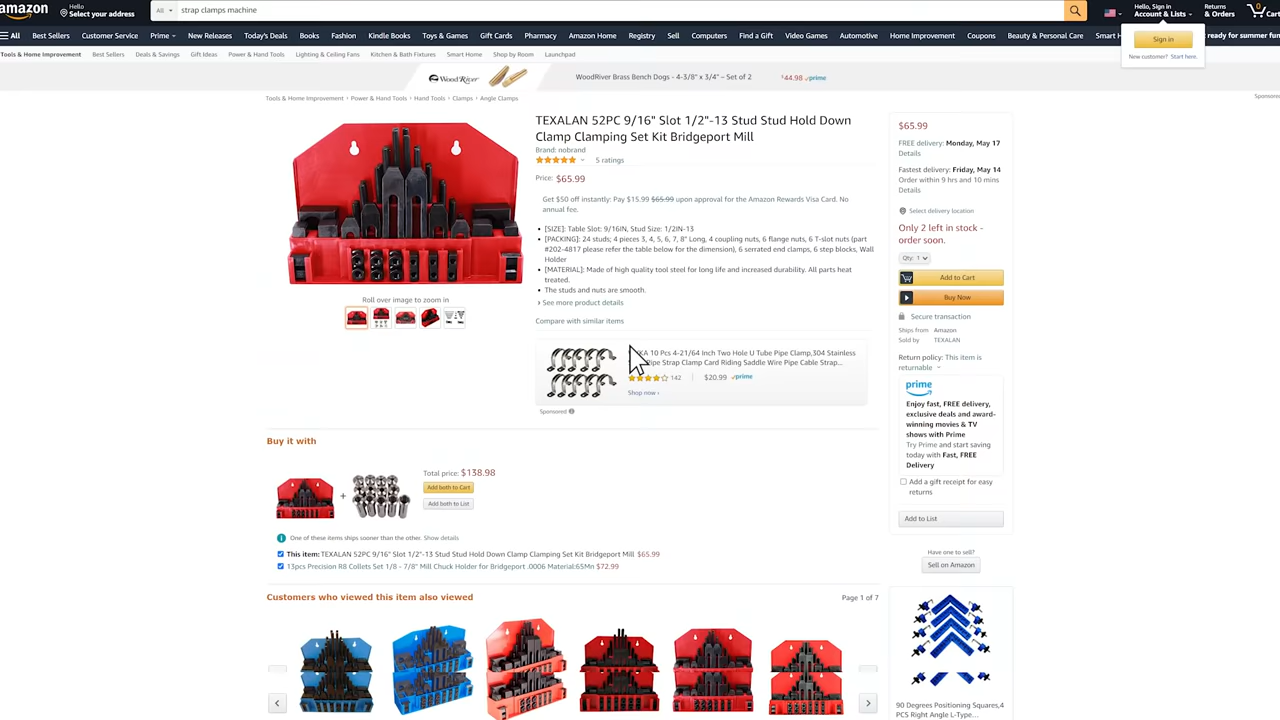 amazon
Hello
Select your address
All
strap clamps machine
Hello, Sign in
Account & Lists
Returns
& Orders
0
Cart
All
Best Sellers
Customer Service
Prime
New Releases
Today's Deals
Books
Fashion
Kindle Books
Toys & Games
Gift Cards
Pharmacy
Amazon Home
Registry
Sell
Computers
Find a Gift
Video Games
Automotive
Home Improvement
Coupons
Beauty & Personal Care
Smart H
ready for summer fun
Sign in
New customer? Start here.
Tools & Home Improvement
Best Sellers
Deals & Savings
Gift Ideas
Power & Hand Tools
Lighting & Ceiling Fans
Kitchen & Bath Fixtures
Smart Home
Shop by Room
Launchpad
WoodRiver
WoodRiver Brass Bench Dogs - 4-3/8" x 3/4" – Set of 2
$44.98 prime
Sponsored
Tools & Home Improvement › Power & Hand Tools › Hand Tools › Clamps › Angle Clamps
TEXALAN 52PC 9/16" Slot 1/2"-13 Stud Stud Hold Down
Clamp Clamping Set Kit Bridgeport Mill
Brand: nobrand
5 ratings
Price: $65.99
Get $50 off instantly: Pay $15.99 $65.99 upon approval for the Amazon Rewards Visa Card. No
annual fee.
• [SIZE]: Table Slot: 9/16IN, Stud Size: 1/2IN-13
• [PACKING]: 24 studs; 4 pieces 3, 4, 5, 6, 7, 8" Long, 4 coupling nuts, 6 flange nuts, 6 T-slot nuts (part
#202-4817 please refer the table below for the dimension), 6 serrated end clamps, 6 step blocks, Wall
Holder
• [MATERIAL]: Made of high quality tool steel for long life and increased durability. All parts heat
treated.
• The studs and nuts are smooth.
› See more product details
Compare with similar items
Roll over image to zoom in
KA 10 Pcs 4-21/64 Inch Two Hole U Tube Pipe Clamp,304 Stainless
Pipe Strap Clamp Card Riding Saddle Wire Pipe Cable Strap...
142
$20.99 prime
Shop now ›
Sponsored
$65.99
FREE delivery: Monday, May 17
Details
Fastest delivery: Friday, May 14
Order within 9 hrs and 10 mins
Details
Select delivery location
Only 2 left in stock -
order soon.
Qty: 1
Add to Cart
Buy Now
Secure transaction
Ships from Amazon
Sold by TEXALAN
Return policy: This item is
returnable
prime
Enjoy fast, FREE delivery,
exclusive deals and award-
winning movies & TV
shows with Prime
Try Prime and start saving
today with Fast, FREE
Delivery
Add a gift receipt for easy
returns
Add to List
Have one to sell?
Sell on Amazon
90 Degrees Positioning Squares,4
PCS Right Angle L-Type...
Buy it with
+
Total price: $138.98
Add both to Cart
Add both to List
One of these items ships sooner than the other. Show details
This item: TEXALAN 52PC 9/16" Slot 1/2"-13 Stud Stud Hold Down Clamp Clamping Set Kit Bridgeport Mill $65.99
13pcs Precision R8 Collets Set 1/8 - 7/8" Mill Chuck Holder for Bridgeport .0006 Material:65Mn $72.99
Customers who viewed this item also viewed
Page 1 of 7